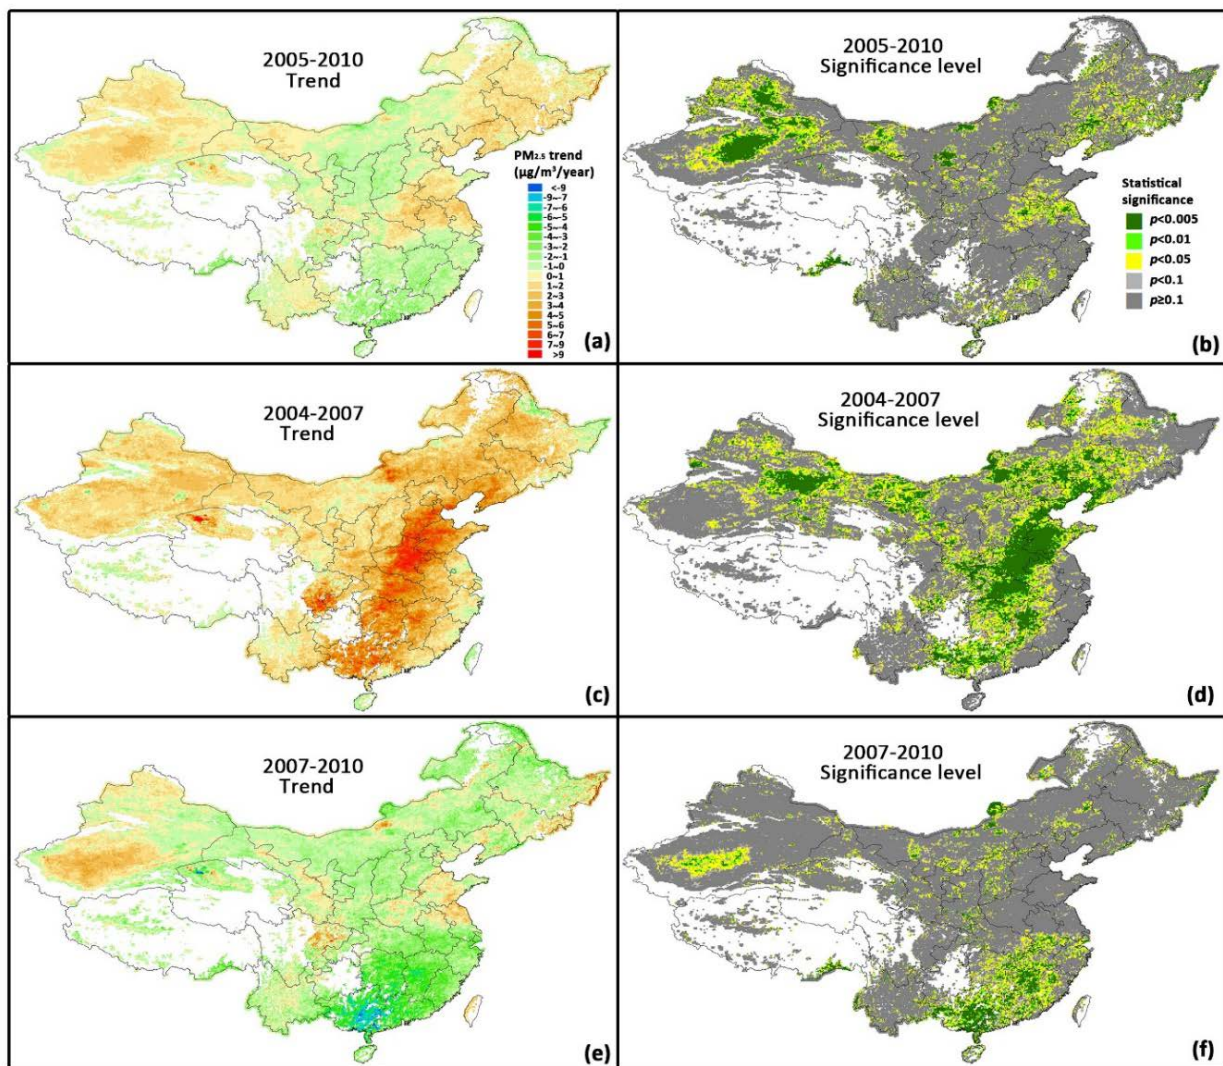 2005-2010
Trend
PM2.5 trend
(µg/m³/year)
<-9
-9~-7
-7~-6
-6~-5
-5~-4
-4~-3
-3~-2
-2~-1
-1~0
0~1
1~2
2~3
3~4
4~5
5~6
6~7
7~9
>9
(a)
2005-2010
Significance level
Statistical
significance
p<0.005
p<0.01
p<0.05
p<0.1
p≥0.1
(b)
2004-2007
Trend
(c)
2004-2007
Significance level
(d)
2007-2010
Trend
(e)
2007-2010
Significance level
(f)